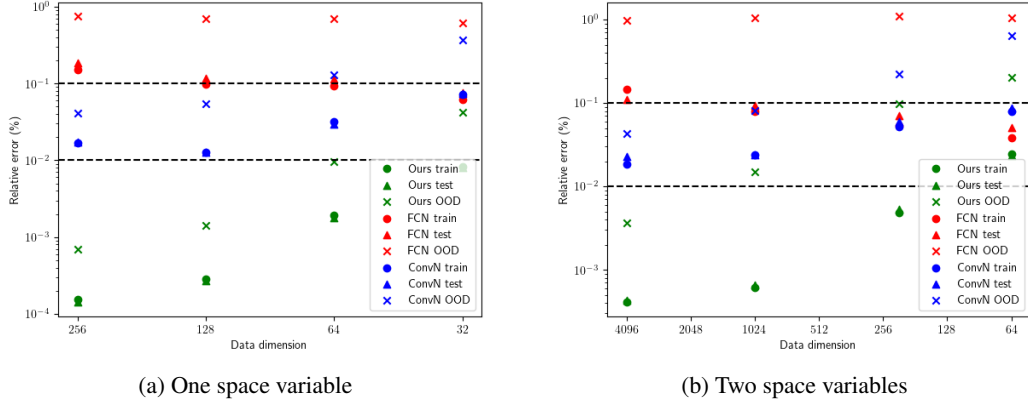 10⁰
10⁻¹
10⁻²
10⁻³
10⁻⁴
Relative error (%)
256
128
64
32
Data dimension
Ours train
Ours test
Ours OOD
FCN train
FCN test
FCN OOD
ConvN train
ConvN test
ConvN OOD
(a) One space variable
10⁰
10⁻¹
10⁻²
10⁻³
Relative error (%)
4096
2048
1024
512
256
128
64
Data dimension
Ours train
Ours test
Ours OOD
FCN train
FCN test
FCN OOD
ConvN train
ConvN test
ConvN OOD
(b) Two space variables